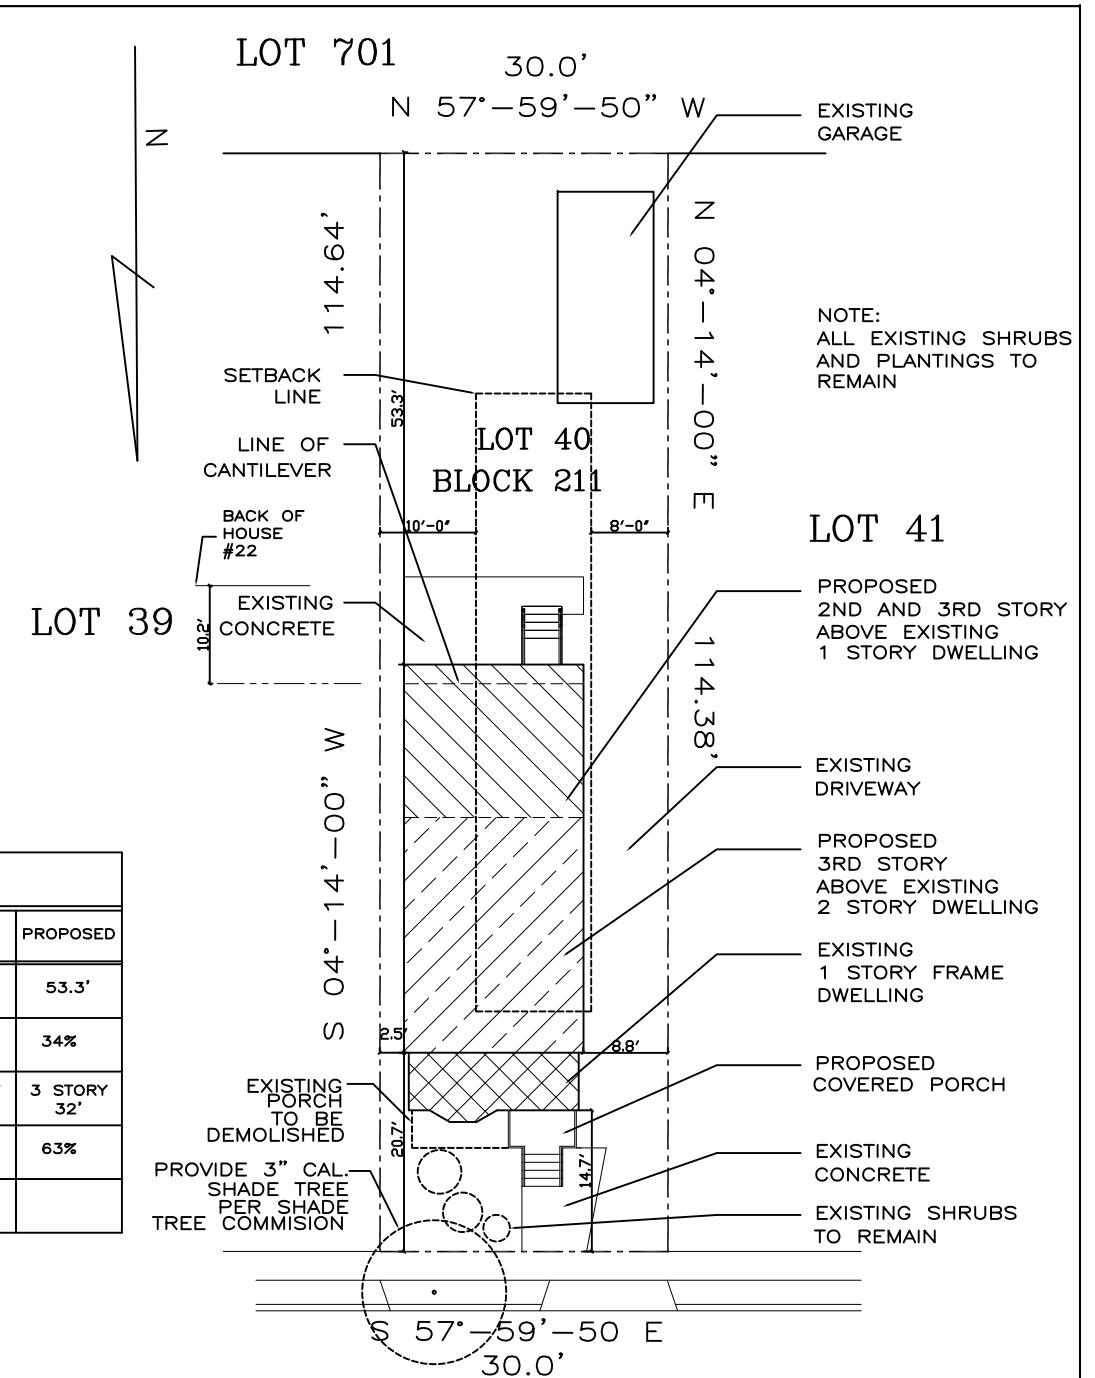 LOT 701
30.0'
N 57°-59'-50" W
EXISTING
GARAGE
N
114.64'
N 04°-14'-00" E
NOTE:
ALL EXISTING SHRUBS
AND PLANTINGS TO
REMAIN
SETBACK
LINE
53.3'
LOT 40
BLOCK 211
LINE OF
CANTILEVER
10'-0"
8'-0"
BACK OF
HOUSE
#22
LOT 41
LOT 39
10.2'
EXISTING
CONCRETE
PROPOSED
2ND AND 3RD STORY
ABOVE EXISTING
1 STORY DWELLING
114.38'
S 04°-14'-00" W
EXISTING
DRIVEWAY
PROPOSED
3RD STORY
ABOVE EXISTING
2 STORY DWELLING
PROPOSED
53.3'
34%
3 STORY
32'
63%
EXISTING
1 STORY FRAME
DWELLING
2.5'
8.8'
PROPOSED
COVERED PORCH
EXISTING
PORCH
TO BE
DEMOLISHED
20.7'
14.7'
EXISTING
CONCRETE
PROVIDE 3" CAL.
SHADE TREE
PER SHADE
TREE COMMISION
EXISTING SHRUBS
TO REMAIN
S 57°-59'-50 E
30.0'